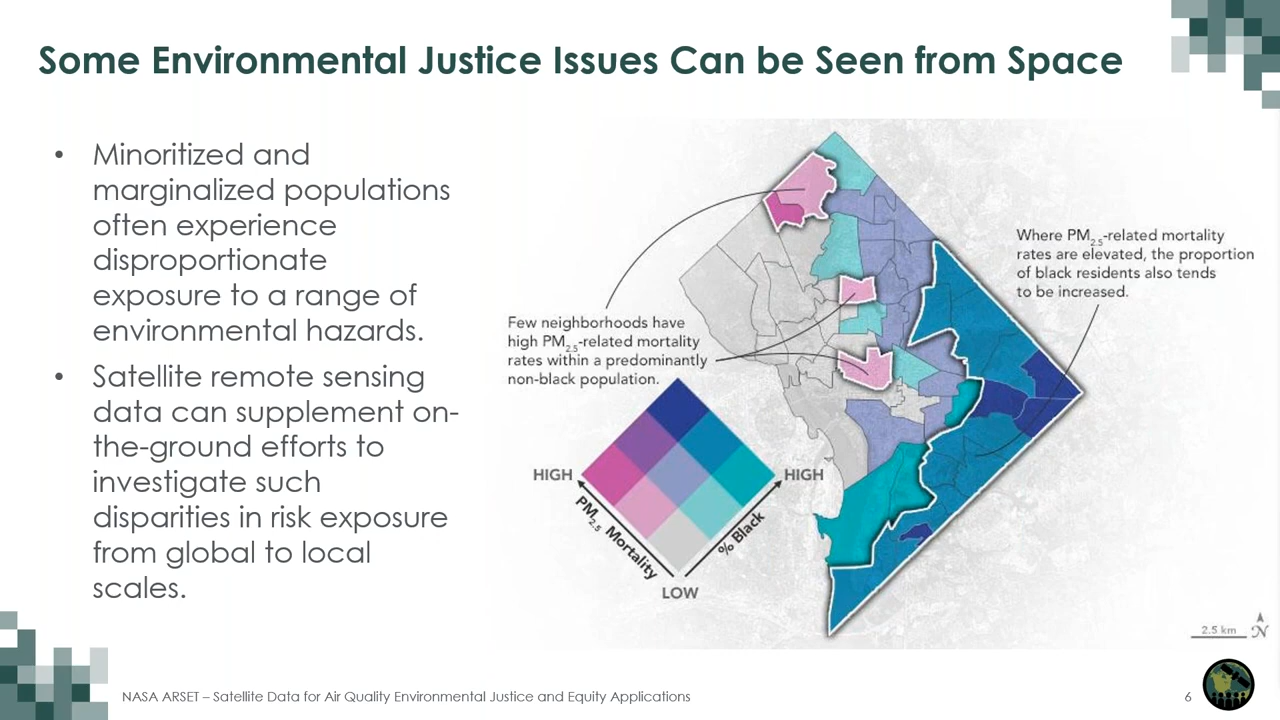 Some Environmental Justice Issues Can be Seen from Space
• Minoritized and
marginalized populations
often experience
disproportionate
exposure to a range of
environmental hazards.
• Satellite remote sensing
data can supplement on-
the-ground efforts to
investigate such
disparities in risk exposure
from global to local
scales.
Few neighborhoods have
high PM2.5-related mortality
rates within a predominantly
non-black population.
Where PM2.5-related mortality
rates are elevated, the proportion
of black residents also tends
to be increased.
HIGH
HIGH
PM2.5 Mortality
% Black
LOW
2.5 km
N
NASA ARSET – Satellite Data for Air Quality Environmental Justice and Equity Applications
6